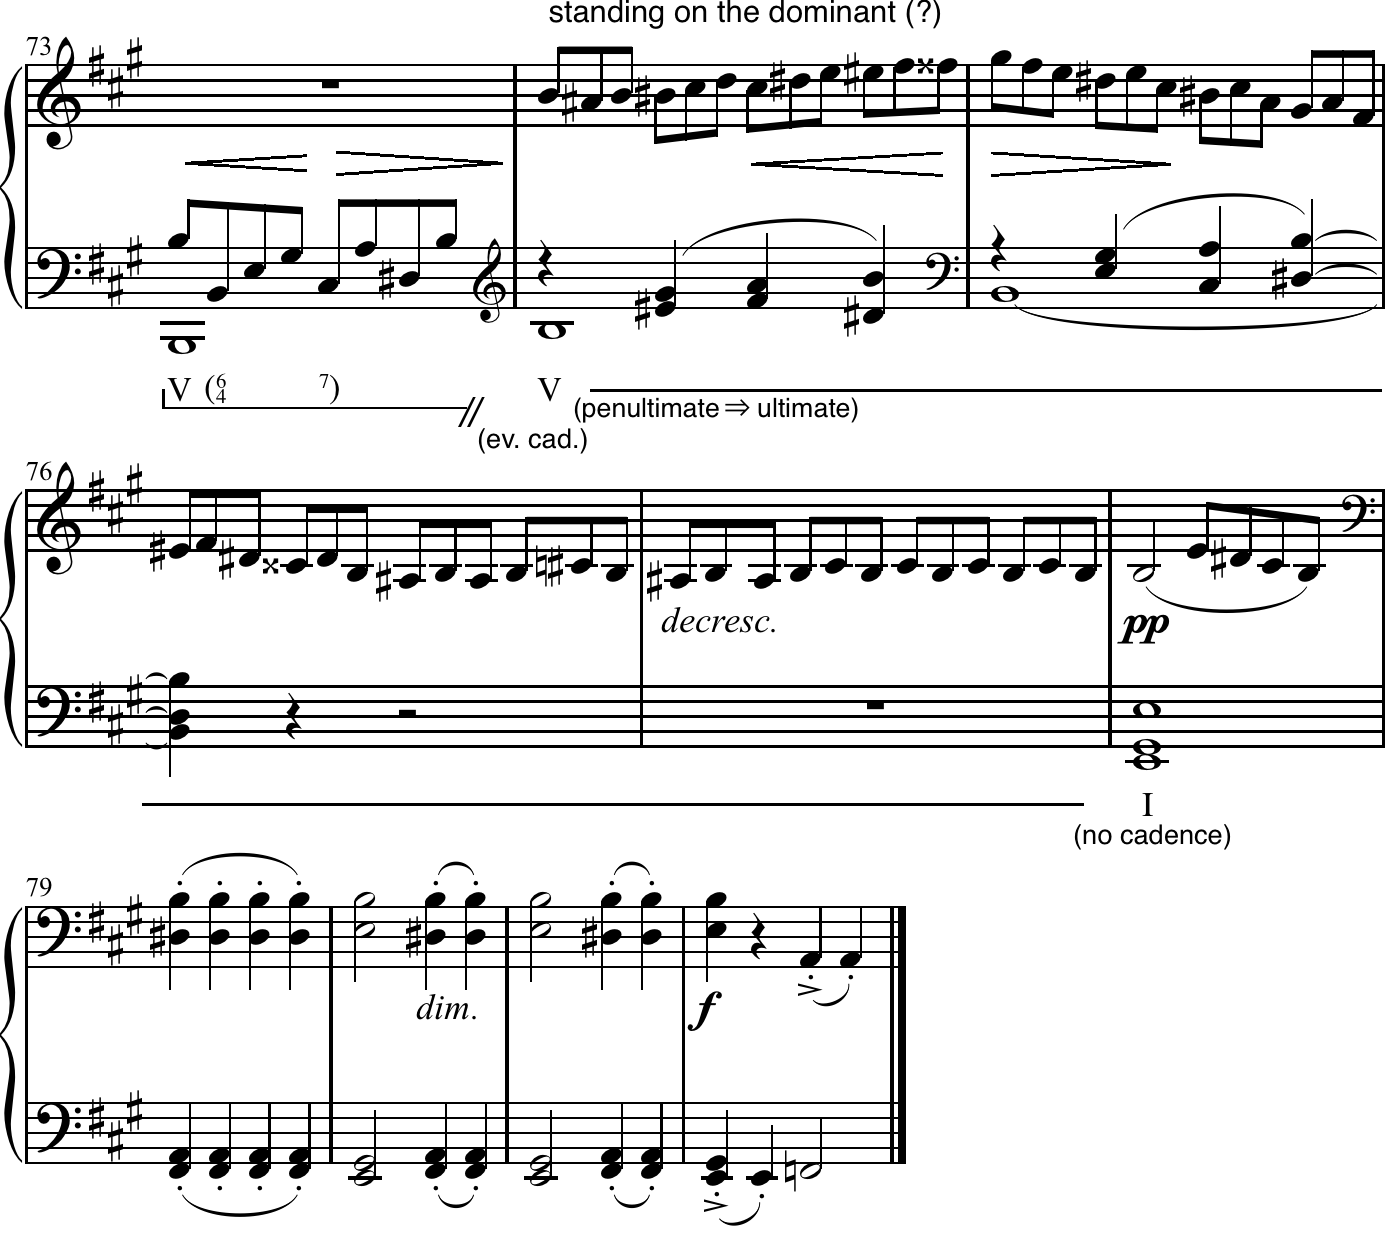 standing on the dominant (?)
73
V (6 4 7) V
(penultimate ⇒ ultimate)
(ev. cad.)
76
decresc.
pp
I
(no cadence)
79
dim.
f